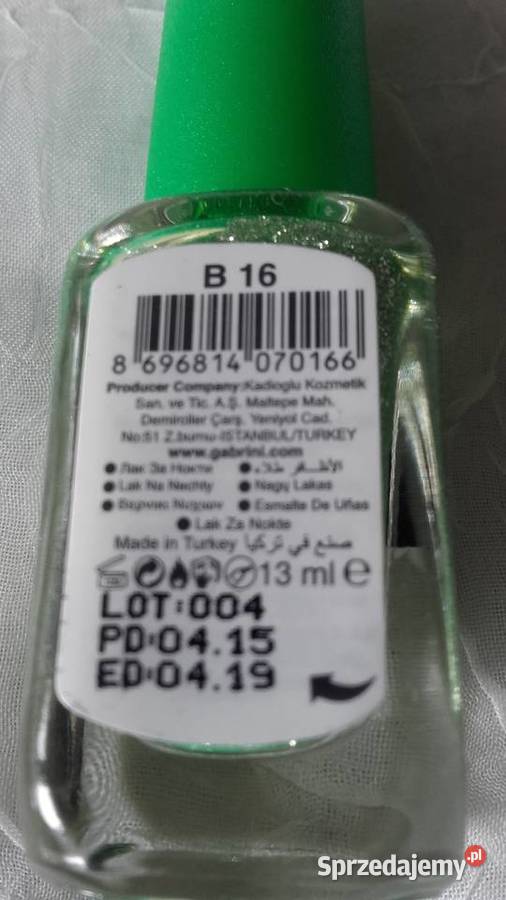 B 16
8 696814 070166
Producer Company:Kadioglu Kozmetik
San. ve Tic. A.Ş. Maltepe Mah.
Demirciler Çarş. Yeniyol Cad.
No:51 Z.burnu-ISTANBUL/TURKEY
www.gabrini.com
Лак За Нокти الأظافر طلاء
Lak Na Nechty Nagy Lakas
Esmalte De Uñas
Lak Za Nokte
Made in Turkey صنع في تركيا
13 ml e
LOT:004
PD:04.15
ED:04.19
Sprzedajemy.pl